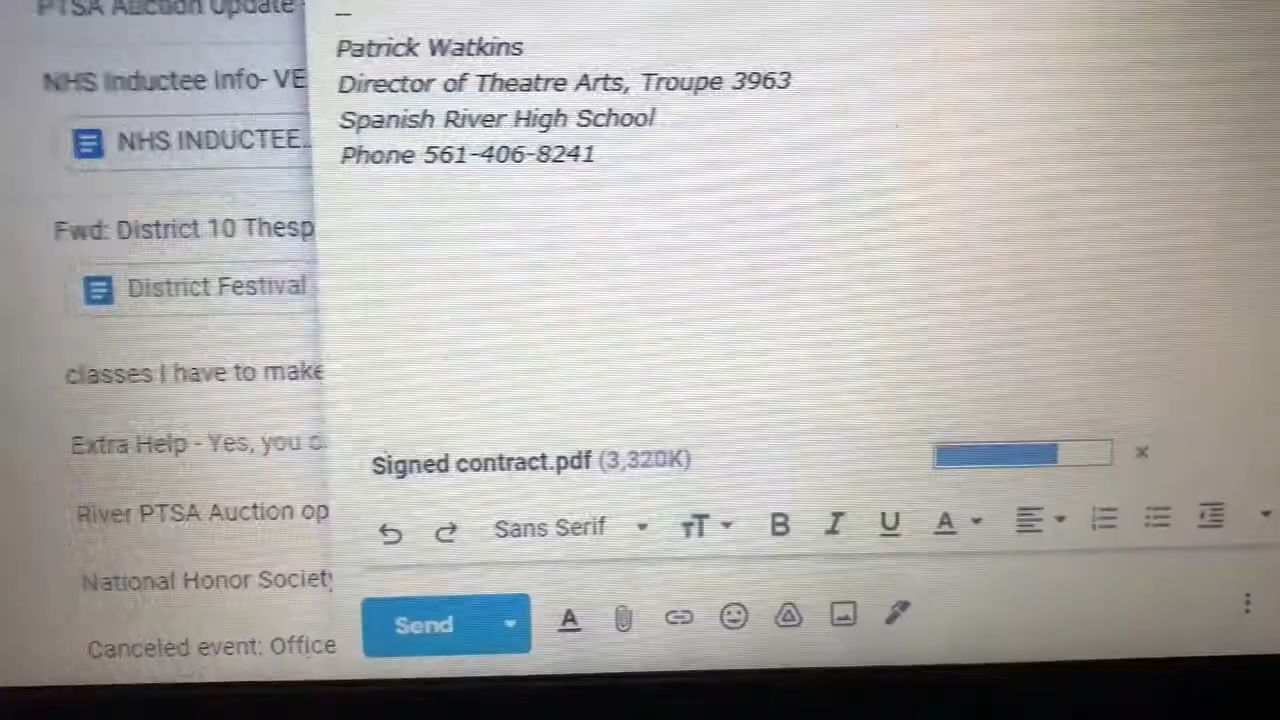 PTSA Auction Update
NHS Inductee Info- VE
NHS INDUCTEE...
Fwd: District 10 Thesp
District Festival
classes I have to make
Extra Help - Yes, you c
River PTSA Auction op
National Honor Society
Canceled event: Office
--
Patrick Watkins
Director of Theatre Arts, Troupe 3963
Spanish River High School
Phone 561-406-8241
Signed contract.pdf (3,320K)
Sans Serif
B I U A
Send
A